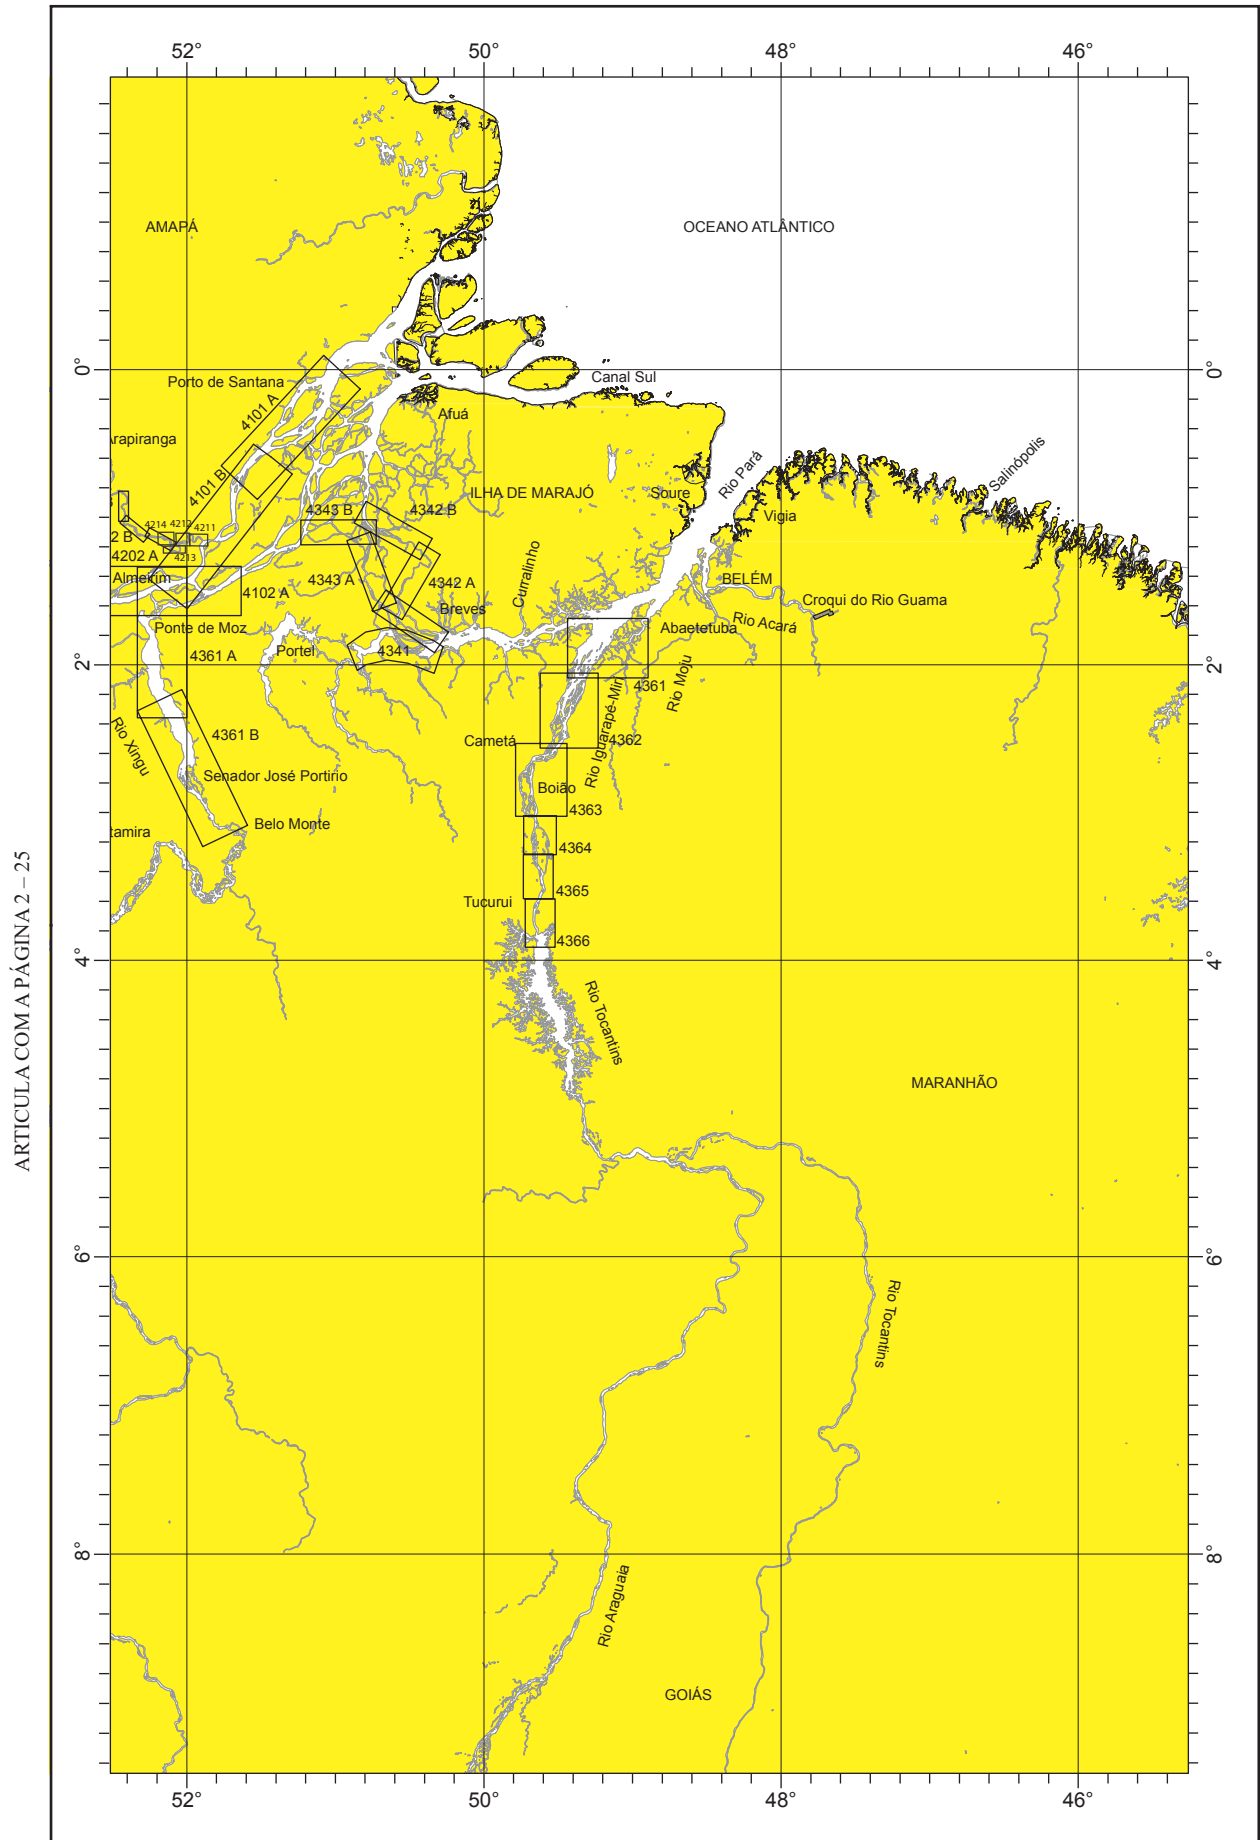 52°
50°
48°
46°
AMAPÁ
OCEANO ATLÂNTICO
0°
Canal Sul
0°
Porto de Santana
4101 A
Afuá
rapiranga
Rio Pará
Salinópolis
4101 B
ILHA DE MARAJÓ
Soure
4343 B
4342 B
Vigia
4214
4212
4211
2 B
4202 A
4213
Almeirim
4343 A
4342 A
Curralinho
BELÉM
4102 A
Breves
Croqui do Rio Guama
Ponte de Moz
Abaetetuba
Rio Acará
Portel
4341
2°
4361 A
4361
Rio Moju
2°
Rio Xingu
4361 B
Cametá
4362
Rio Iguarapé-Miri
Senador José Portirio
Boião
4363
tamira
Belo Monte
4364
4365
Tucurui
4366
4°
4°
Rio Tocantins
ARTICULA COM A PÁGINA 2 – 25
MARANHÃO
6°
6°
Rio Tocantins
8°
8°
Rio Araguaia
GOIÁS
52°
50°
48°
46°